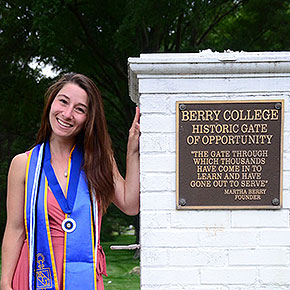 BERRY COLLEGE
HISTORIC GATE
OF OPPORTUNITY
"THE GATE THROUGH
WHICH THOUSANDS
HAVE COME IN TO
LEARN AND HAVE
GONE OUT TO SERVE"
MARTHA BERRY
FOUNDER